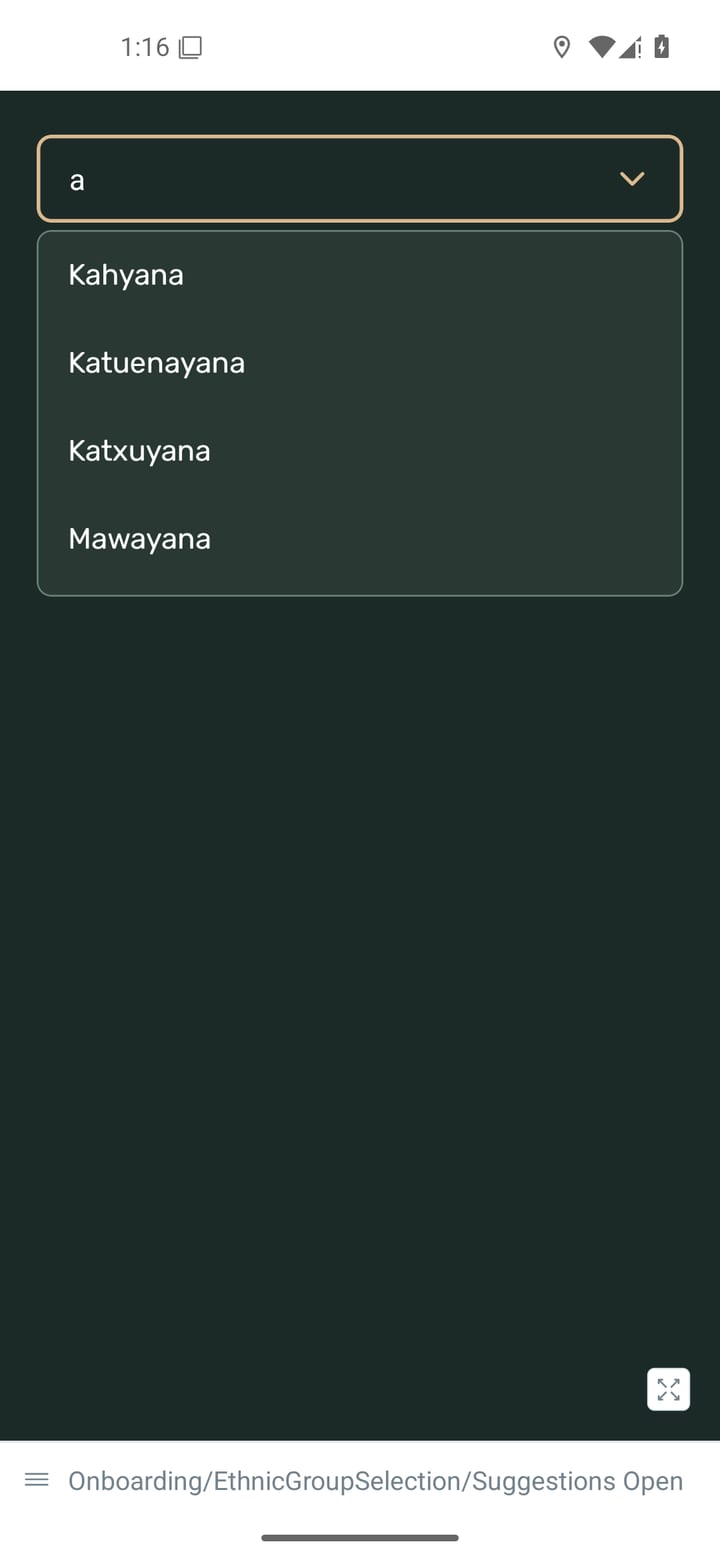 1:16
a
Kahyana
Katuenayana
Katxuyana
Mawayana
Onboarding/EthnicGroupSelection/Suggestions Open